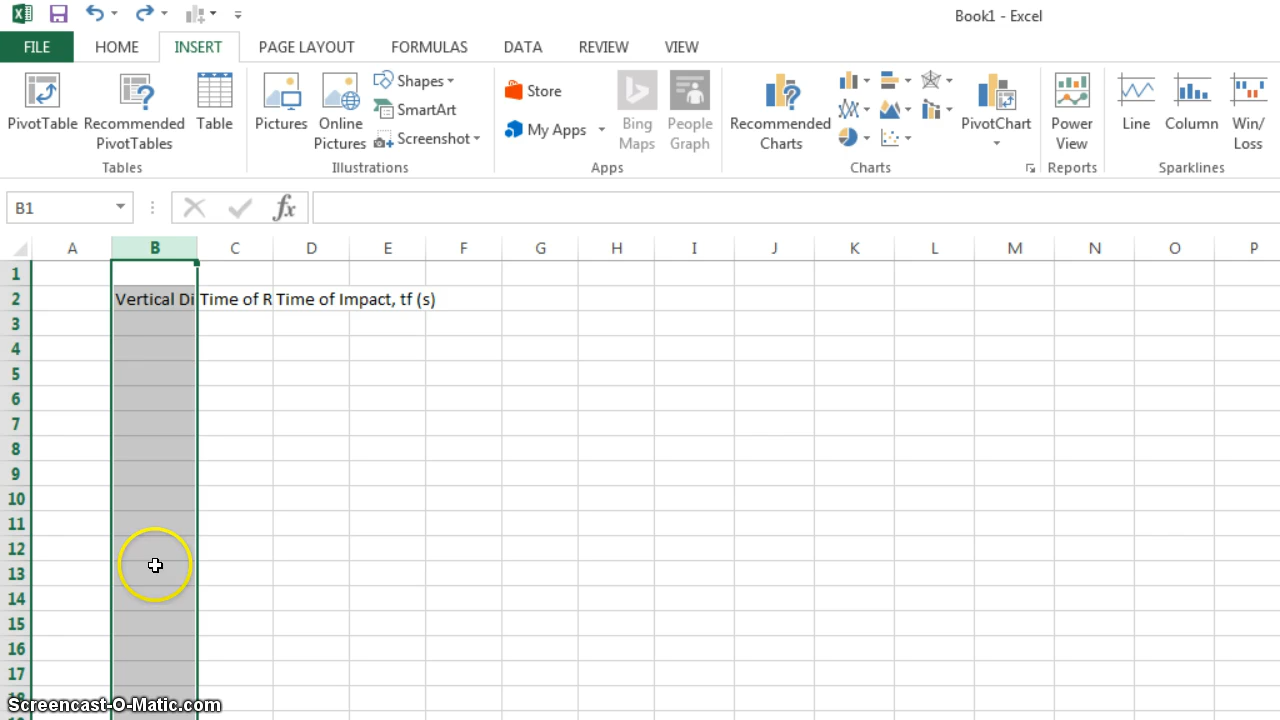 Book1 - Excel
FILE HOME INSERT PAGE LAYOUT FORMULAS DATA REVIEW VIEW
PivotTable
Recommended PivotTables
Table
Tables
Pictures
Online Pictures
Shapes
SmartArt
Screenshot
Illustrations
Store
My Apps
Bing Maps
People Graph
Apps
Recommended Charts
PivotChart
Charts
Power View
Reports
Line
Column
Win/ Loss
Sparklines
B1
fx
A B C D E F G H I J K L M N O P
1
2 Vertical Di Time of R Time of Impact, tf (s)
3
4
5
6
7
8
9
10
11
12
13
14
15
16
17
18
Screencast-O-Matic.com